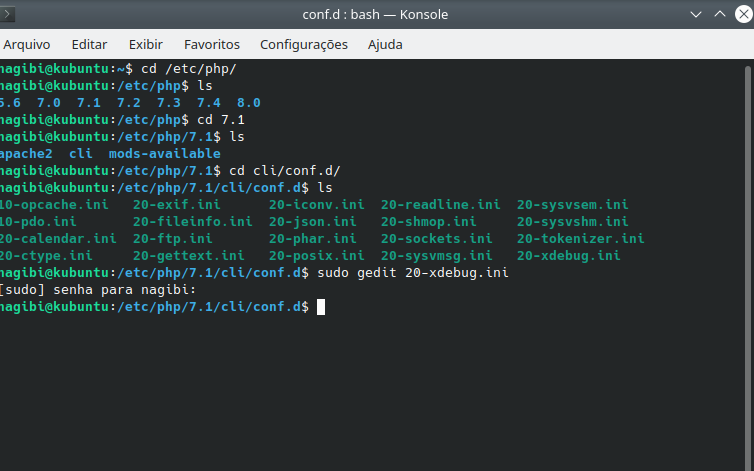 conf.d : bash — Konsole
Arquivo Editar Exibir Favoritos Configurações Ajuda
nagibi@kubuntu:~$ cd /etc/php/
nagibi@kubuntu:/etc/php$ ls
5.6  7.0  7.1  7.2  7.3  7.4  8.0
nagibi@kubuntu:/etc/php$ cd 7.1
nagibi@kubuntu:/etc/php/7.1$ ls
apache2  cli  mods-available
nagibi@kubuntu:/etc/php/7.1$ cd cli/conf.d/
nagibi@kubuntu:/etc/php/7.1/cli/conf.d$ ls
10-opcache.ini   20-exif.ini      20-iconv.ini  20-readline.ini  20-sysvsem.ini
10-pdo.ini       20-fileinfo.ini  20-json.ini   20-shmop.ini     20-sysvshm.ini
20-calendar.ini  20-ftp.ini       20-phar.ini   20-sockets.ini   20-tokenizer.ini
20-ctype.ini     20-gettext.ini   20-posix.ini  20-sysvmsg.ini   20-xdebug.ini
nagibi@kubuntu:/etc/php/7.1/cli/conf.d$ sudo gedit 20-xdebug.ini
[sudo] senha para nagibi:
nagibi@kubuntu:/etc/php/7.1/cli/conf.d$